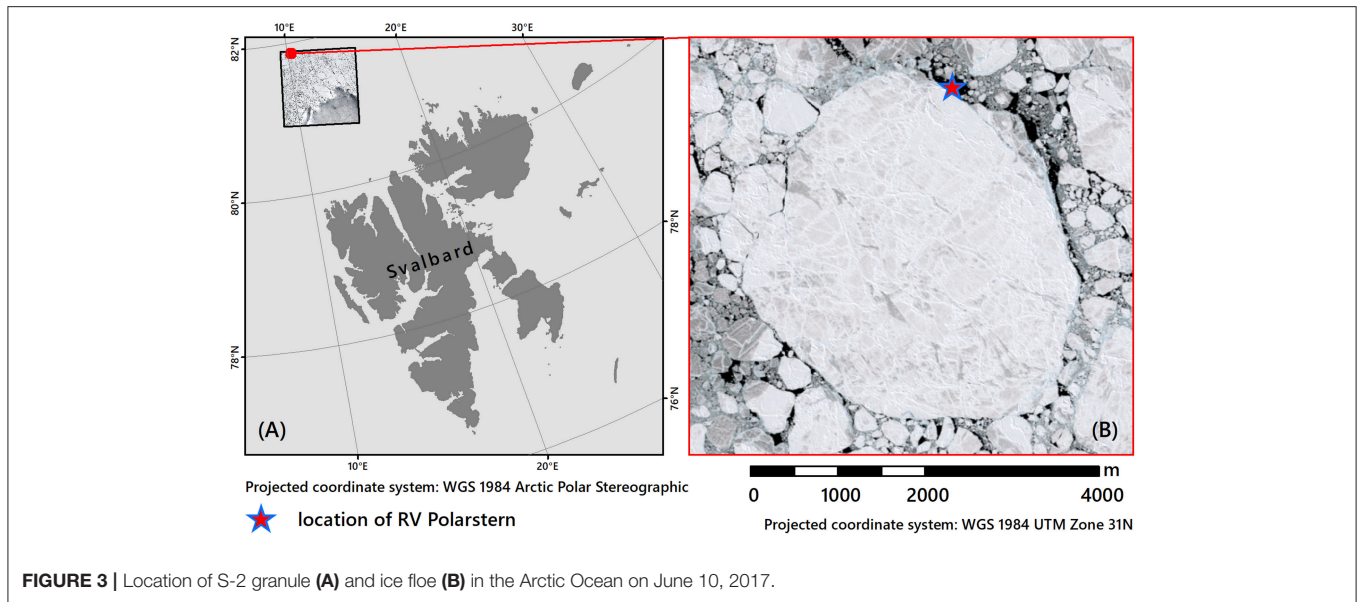 10°E
20°E
30°E
82°N
80°N
78°N
78°N
76°N
Svalbard
(A)
(B)
10°E
20°E
Projected coordinate system: WGS 1984 Arctic Polar Stereographic
location of RV Polarstern
m
0 1000 2000 4000
Projected coordinate system: WGS 1984 UTM Zone 31N
FIGURE 3 | Location of S-2 granule (A) and ice floe (B) in the Arctic Ocean on June 10, 2017.